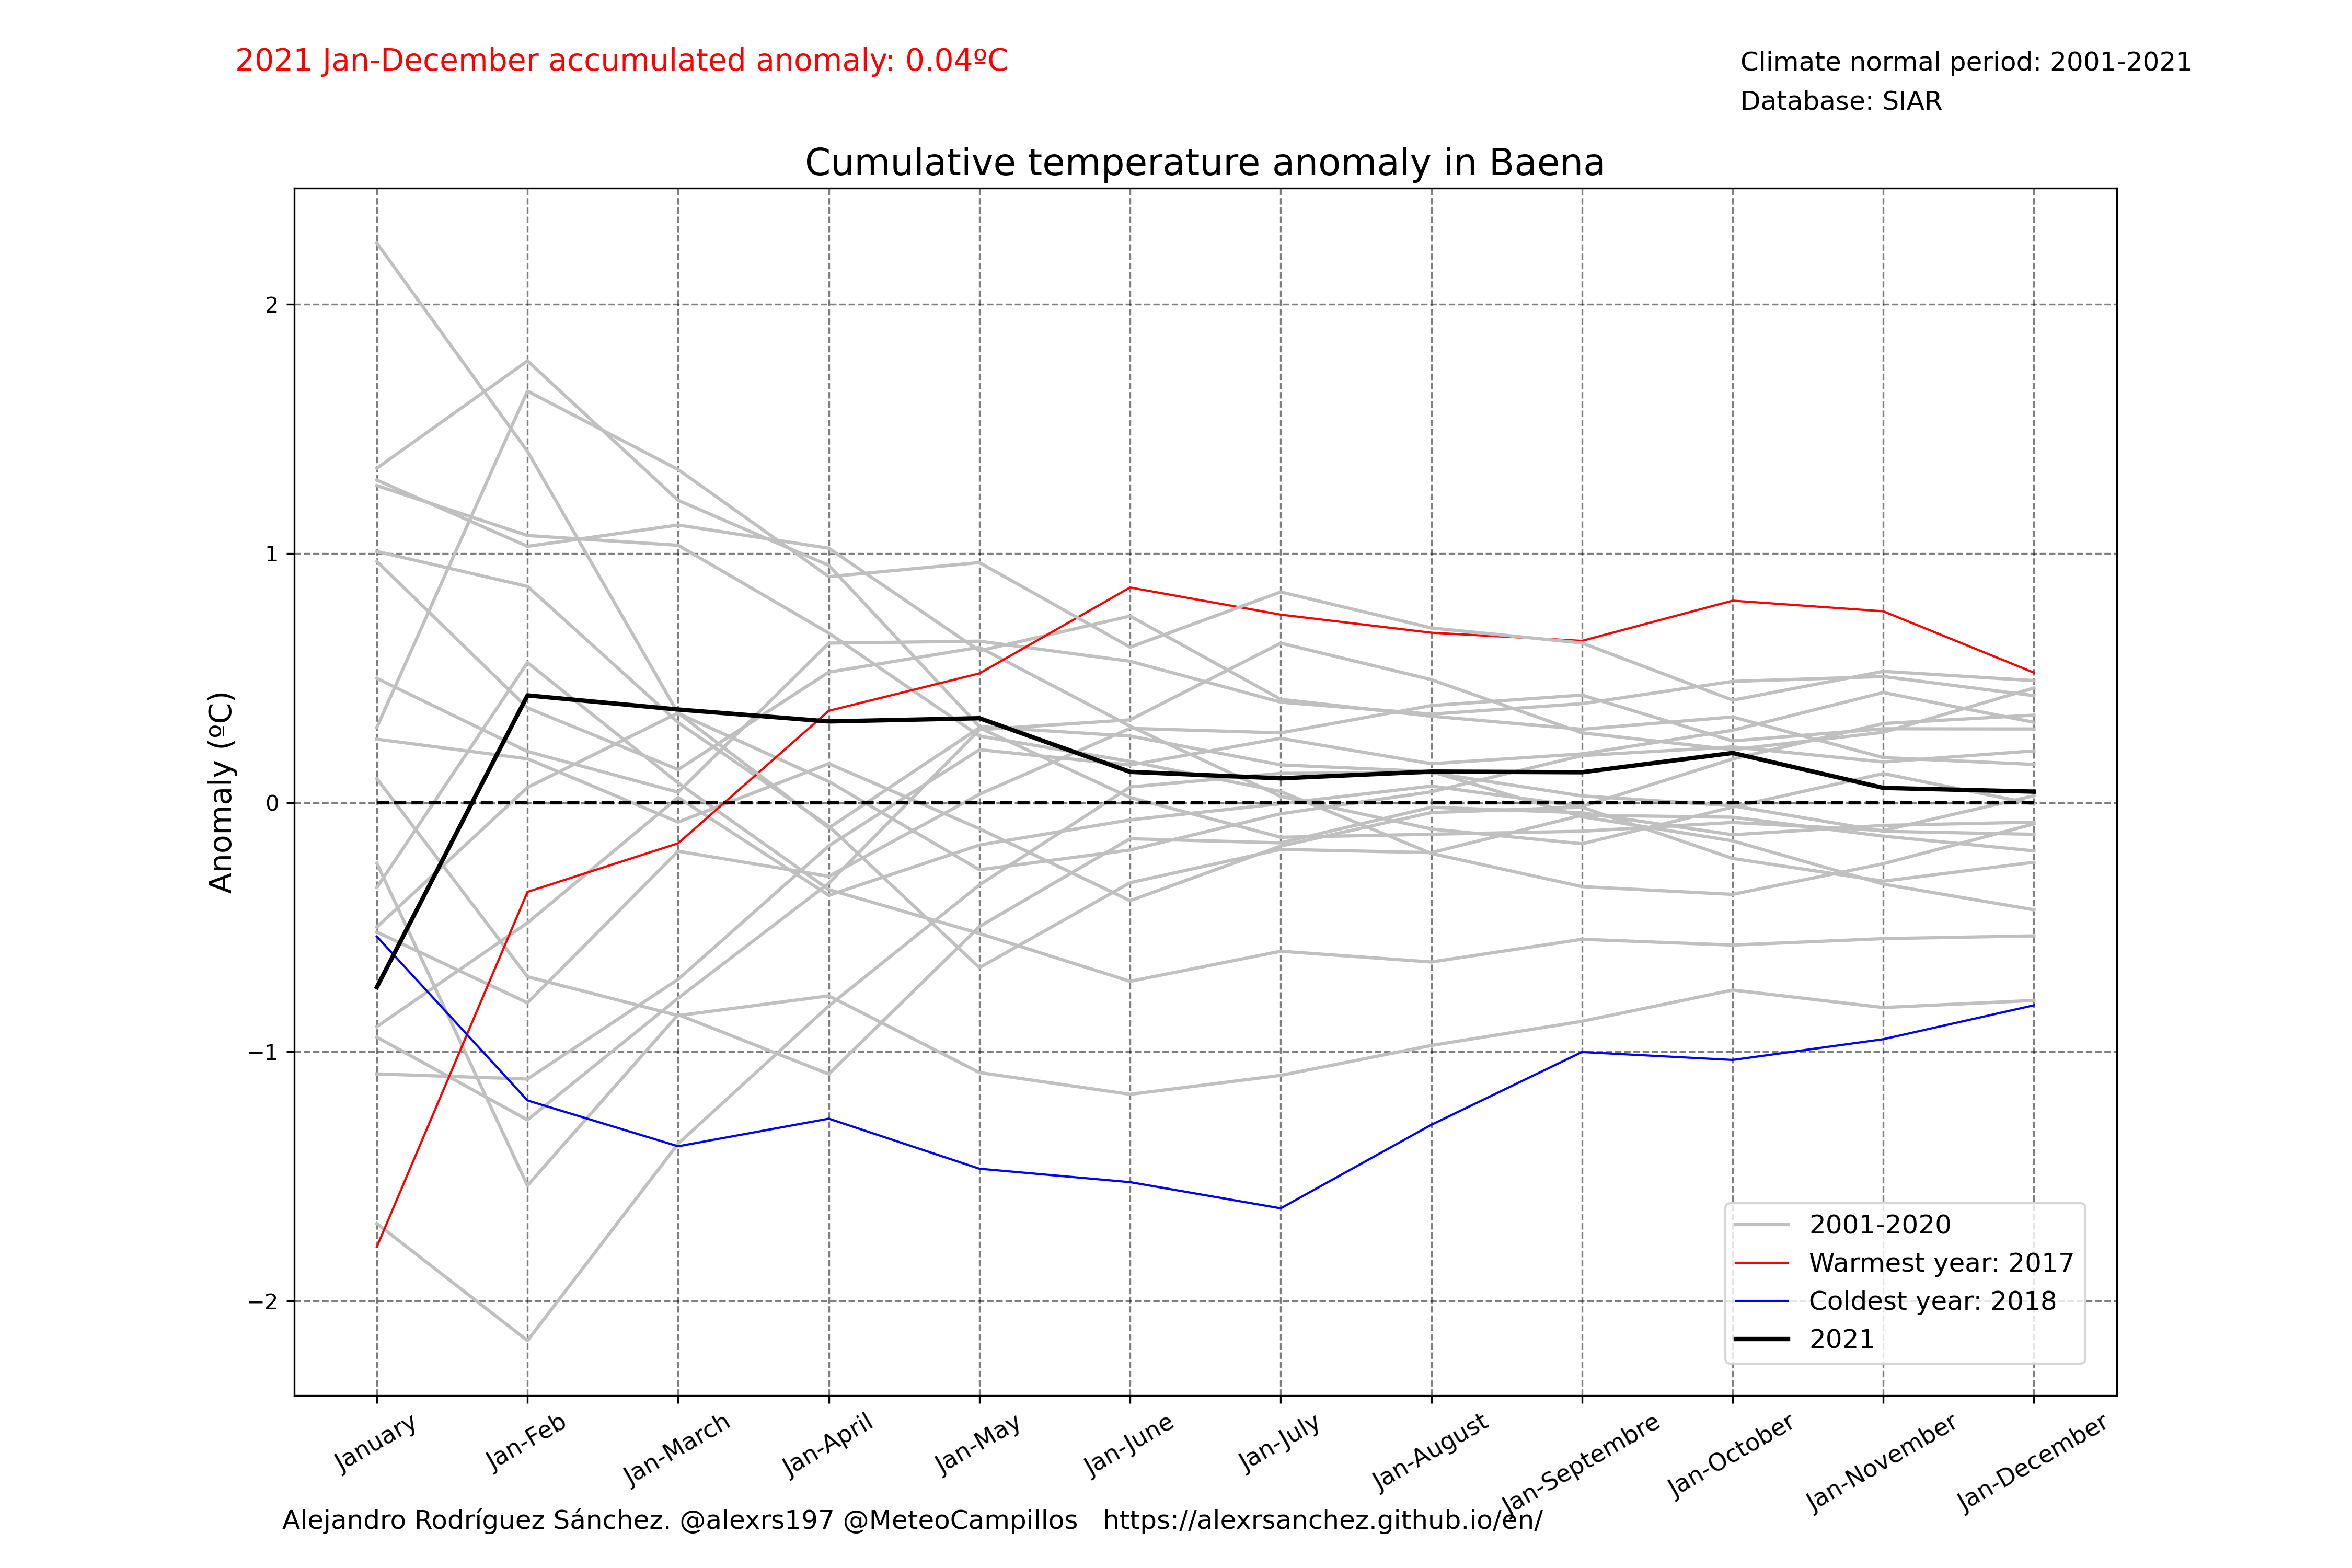 2021 Jan-December accumulated anomaly: 0.04ºC
Climate normal period: 2001-2021
Database: SIAR
Cumulative temperature anomaly in Baena
Anomaly (ºC)
2
1
0
−1
−2
2001-2020
Warmest year: 2017
Coldest year: 2018
2021
January
Jan-Feb
Jan-March
Jan-April
Jan-May
Jan-June
Jan-July
Jan-August
Jan-Septembre
Jan-October
Jan-November
Jan-December
Alejandro Rodríguez Sánchez. @alexrs197 @MeteoCampillos https://alexrsanchez.github.io/en/